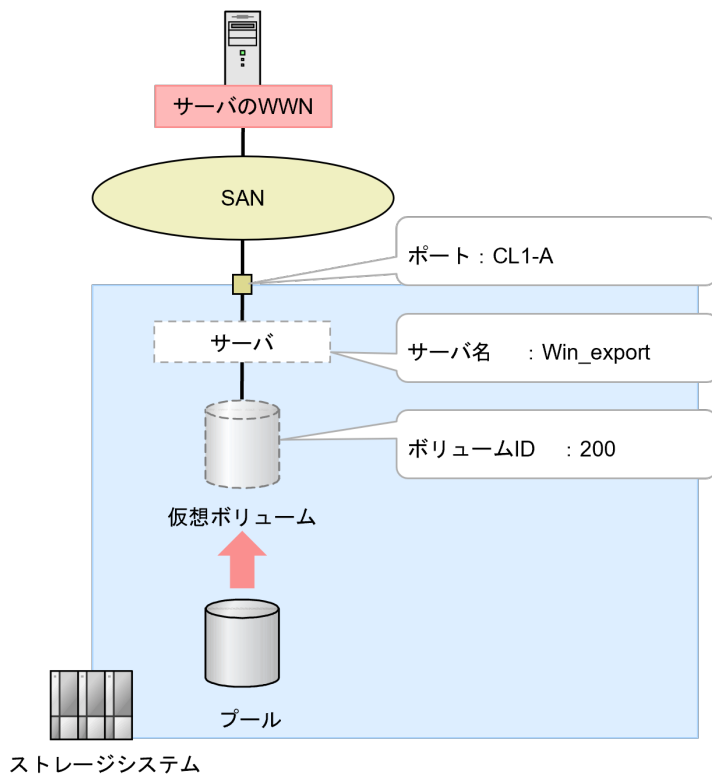 サーバのWWN
SAN
ポート：CL1-A
サーバ
サーバ名　：Win_export
ボリュームID　：200
仮想ボリューム
プール
ストレージシステム